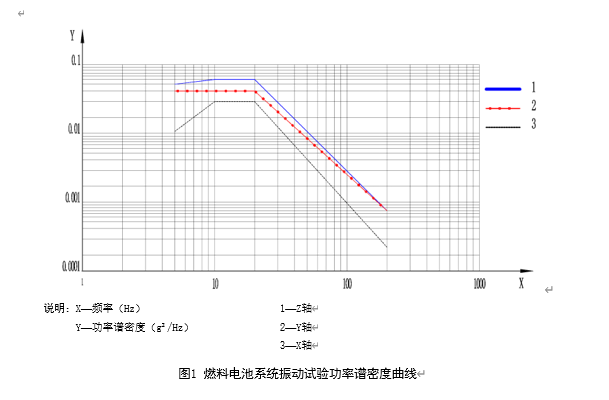 Y
0.1
0.01
0.001
0.0001
1 10 100 1000 X
1
2
3
说明：X—频率（Hz） 1—Z轴
Y—功率谱密度（g²/Hz） 2—Y轴
3—X轴
图1 燃料电池系统振动试验功率谱密度曲线